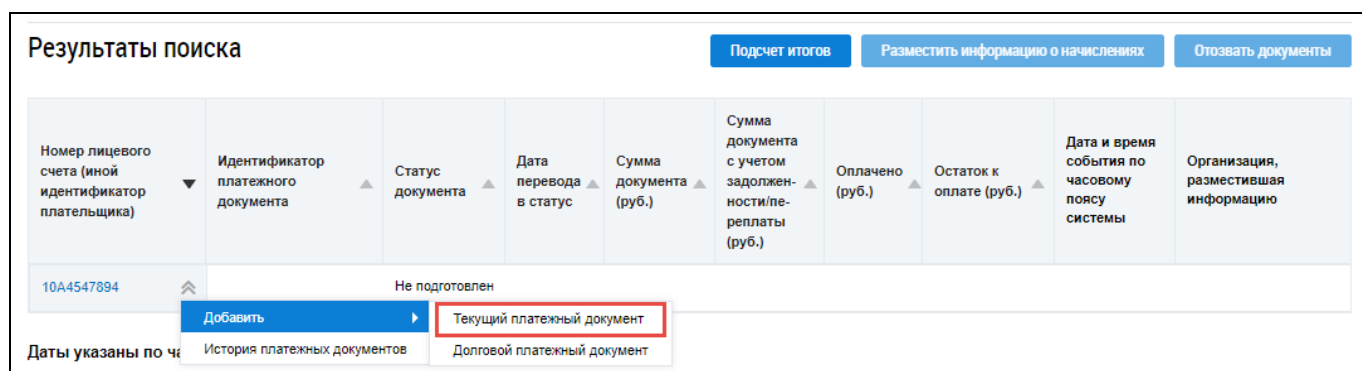 Результаты поиска
Подсчет итогов
Разместить информацию о начислениях
Отозвать документы
Номер лицевого
счета (иной
идентификатор
плательщика)
Идентификатор
платежного
документа
Статус
документа
Дата
перевода
в статус
Сумма
документа
(руб.)
Сумма
документа
с учетом
задолжен-
ности/пе-
реплаты
(руб.)
Оплачено
(руб.)
Остаток к
оплате (руб.)
Дата и время
события по
часовому
поясу
системы
Организация,
разместившая
информацию
10А4547894
Не подготовлен
Добавить
Текущий платежный документ
Даты указаны по ча
История платежных документов
Долговой платежный документ